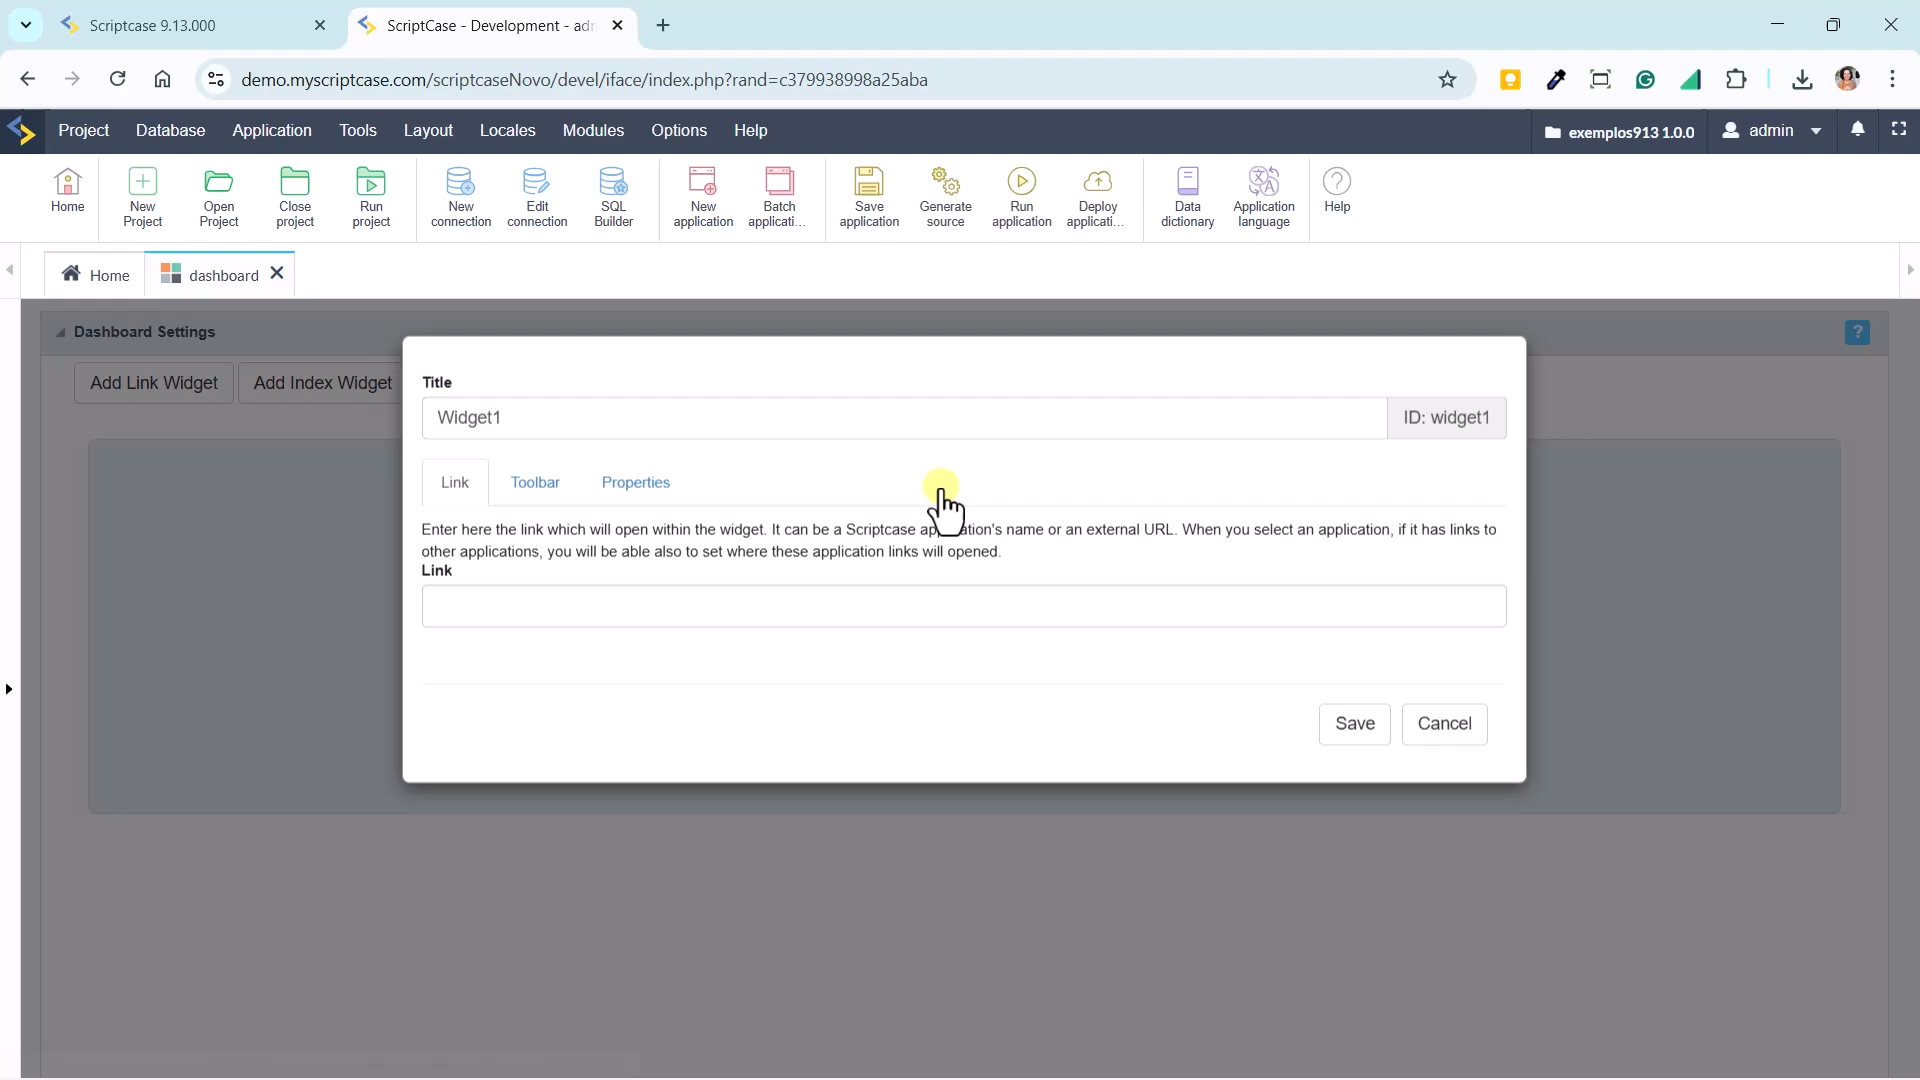 Scriptcase 9.13.000
ScriptCase - Development - adr
demo.myscriptcase.com/scriptcaseNovo/devel/iface/index.php?rand=c379938998a25aba
Project Database Application Tools Layout Locales Modules Options Help
exemplos913 1.0.0 admin
Home
New Project
Open Project
Close project
Run project
New connection
Edit connection
SQL Builder
New application
Batch applicati...
Save application
Generate source
Run application
Deploy applicati...
Data dictionary
Application language
Help
Home dashboard
Dashboard Settings ?
Add Link Widget Add Index Widget
Title
Widget1 ID: widget1
Link Toolbar Properties
Enter here the link which will open within the widget. It can be a Scriptcase ation's name or an external URL. When you select an application, if it has links to
other applications, you will be able also to set where these application links will opened.
Link
Save Cancel